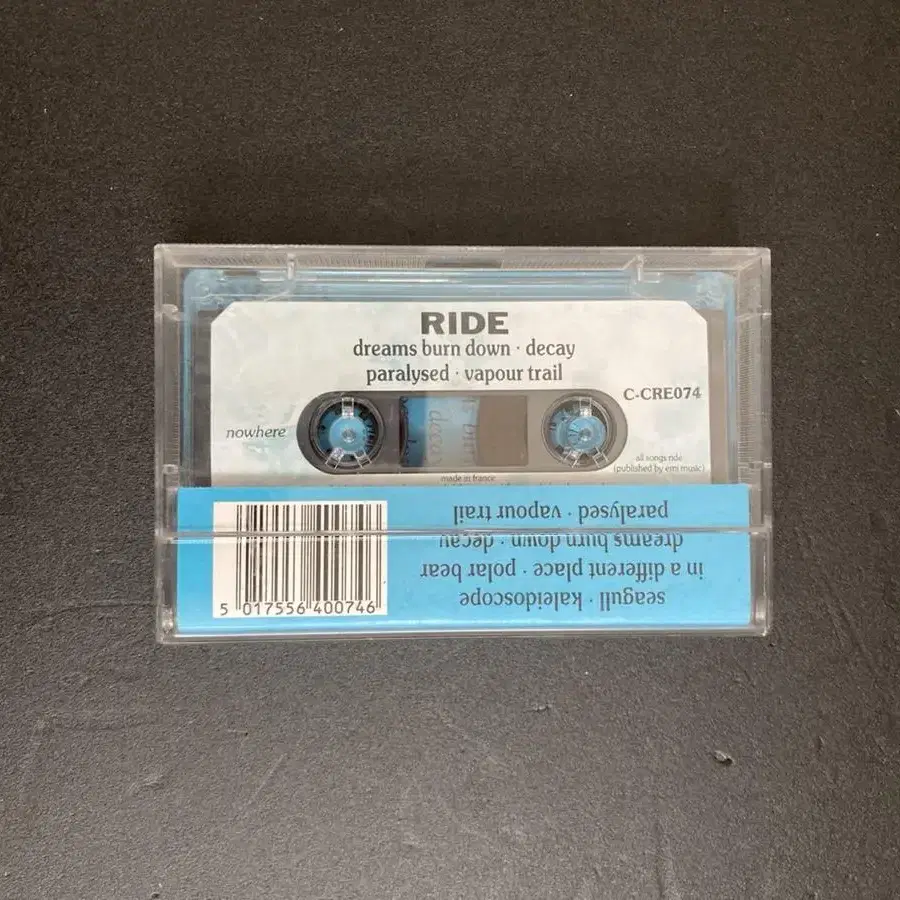 RIDE
dreams burn down · decay
paralysed · vapour trail
C-CRE074
nowhere
all songs ride
(published by emi music)
made in france
seagull · kaleidoscope
in a different place · polar bear
dreams burn down · decay
paralysed · vapour trail
5 017556 400746